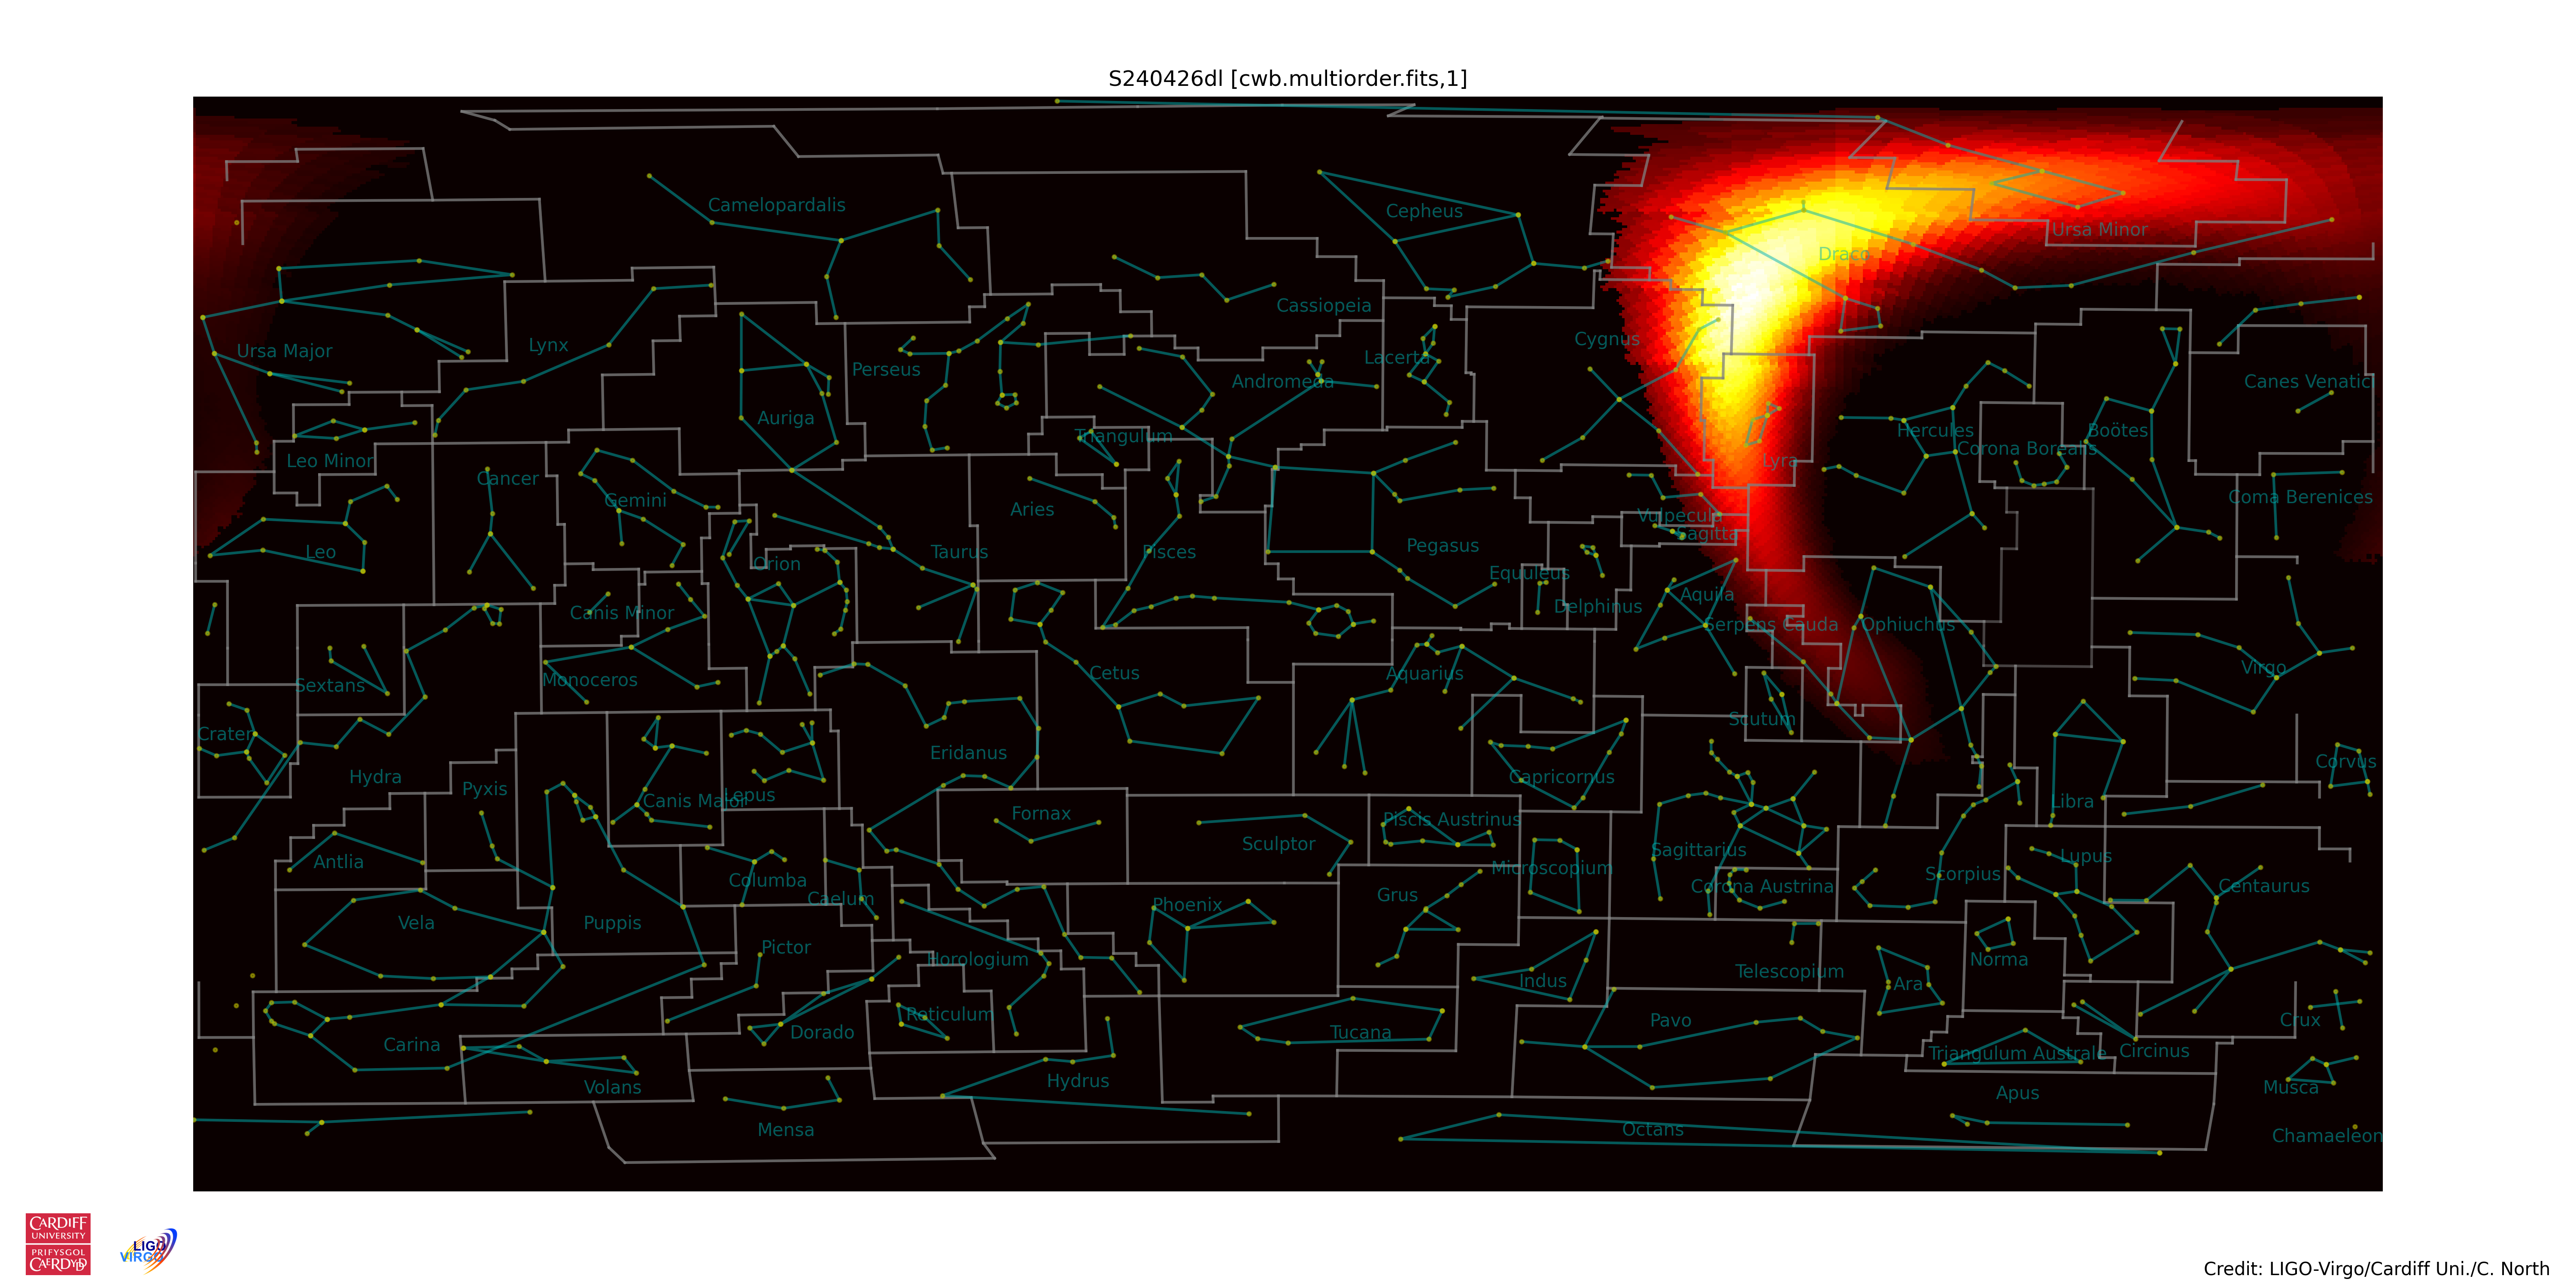 S240426dl [cwb.multiorder.fits,1]
Camelopardalis
Cepheus
Ursa Minor
Draco
Cassiopeia
Cygnus
Ursa Major
Lynx
Lacerta
Perseus
Andromeda
Canes Venatici
Auriga
Triangulum
Hercules
Boötes
Corona Borealis
Leo Minor
Lyra
Cancer
Gemini
Coma Berenices
Aries
Vulpecula
Sagitta
Leo
Taurus
Pisces
Pegasus
Orion
Equuleus
Aquila
Delphinus
Canis Minor
Serpens Cauda
Ophiuchus
Virgo
Cetus
Aquarius
Monoceros
Sextans
Scutum
Crater
Eridanus
Corvus
Hydra
Capricornus
Pyxis
Lepus
Canis Major
Libra
Fornax
Piscis Austrinus
Sculptor
Sagittarius
Lupus
Antlia
Microscopium
Scorpius
Columba
Corona Austrina
Centaurus
Grus
Caelum
Phoenix
Vela
Puppis
Pictor
Horologium
Norma
Telescopium
Indus
Ara
Reticulum
Pavo
Crux
Dorado
Tucana
Carina
Circinus
Triangulum Australe
Hydrus
Volans
Musca
Apus
Mensa
Octans
Chamaeleon
CARDIFF
UNIVERSITY
PRIFYSGOL
CAERDYDD
LIGO
VIRGO
Credit: LIGO-Virgo/Cardiff Uni./C. North